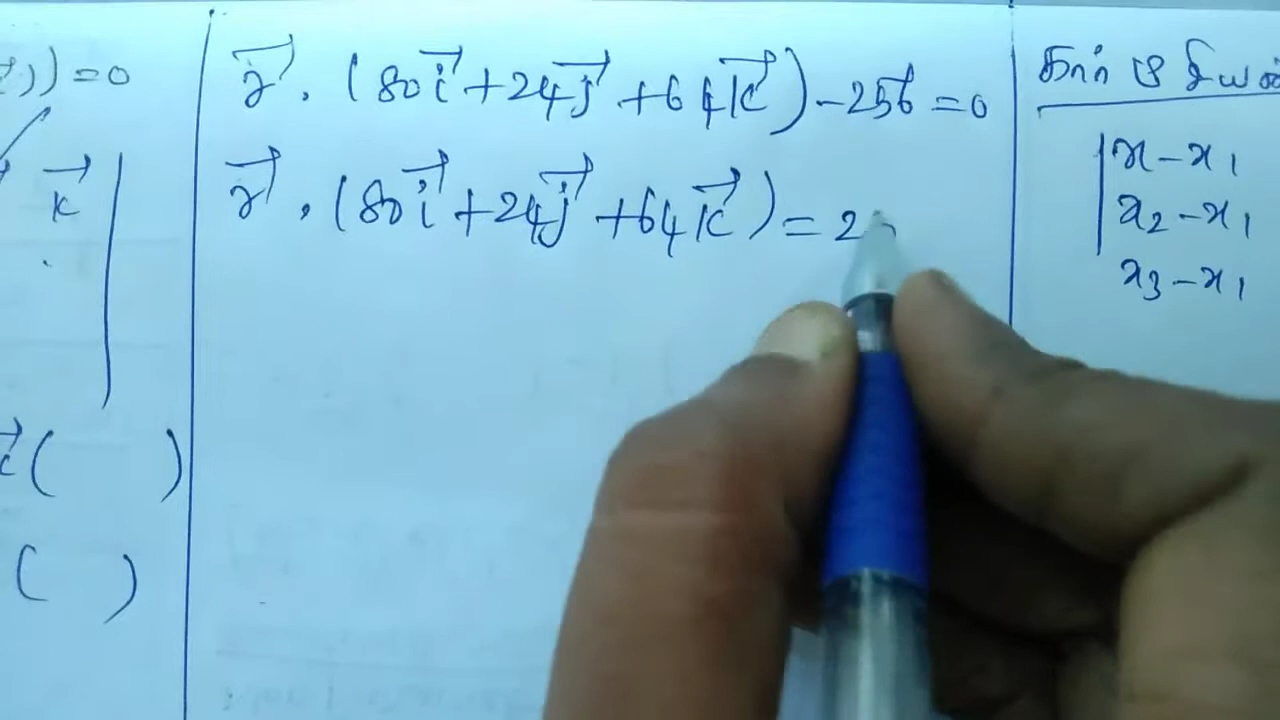 )) = 0
k⃗
i⃗ ( )
( )
r⃗ . (80i⃗ + 24j⃗ + 64k⃗) - 256 = 0
r⃗ . (80i⃗ + 24j⃗ + 64k⃗) = 2
x - x₁
x₂ - x₁
x₃ - x₁